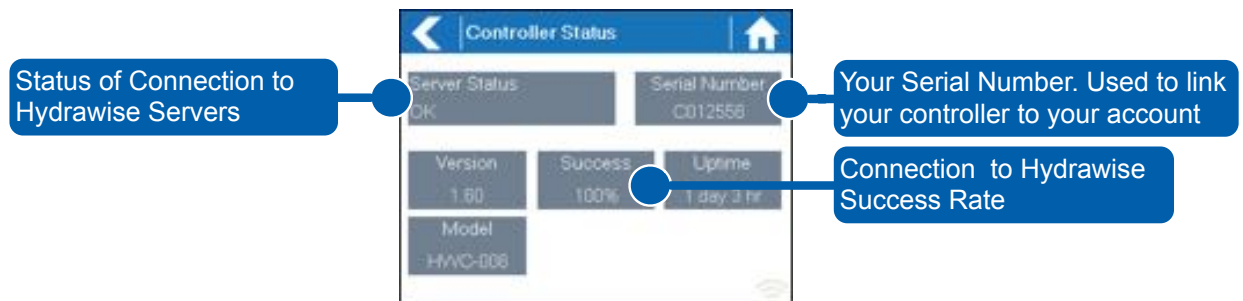 Controller Status
Status of Connection to
Hydrawise Servers
Server Status
OK
Serial Number
C012556
Your Serial Number. Used to link
your controller to your account
Version
1.60
Success
100%
Uptime
1 day 3 hr
Connection to Hydrawise
Success Rate
Model
HWC-006